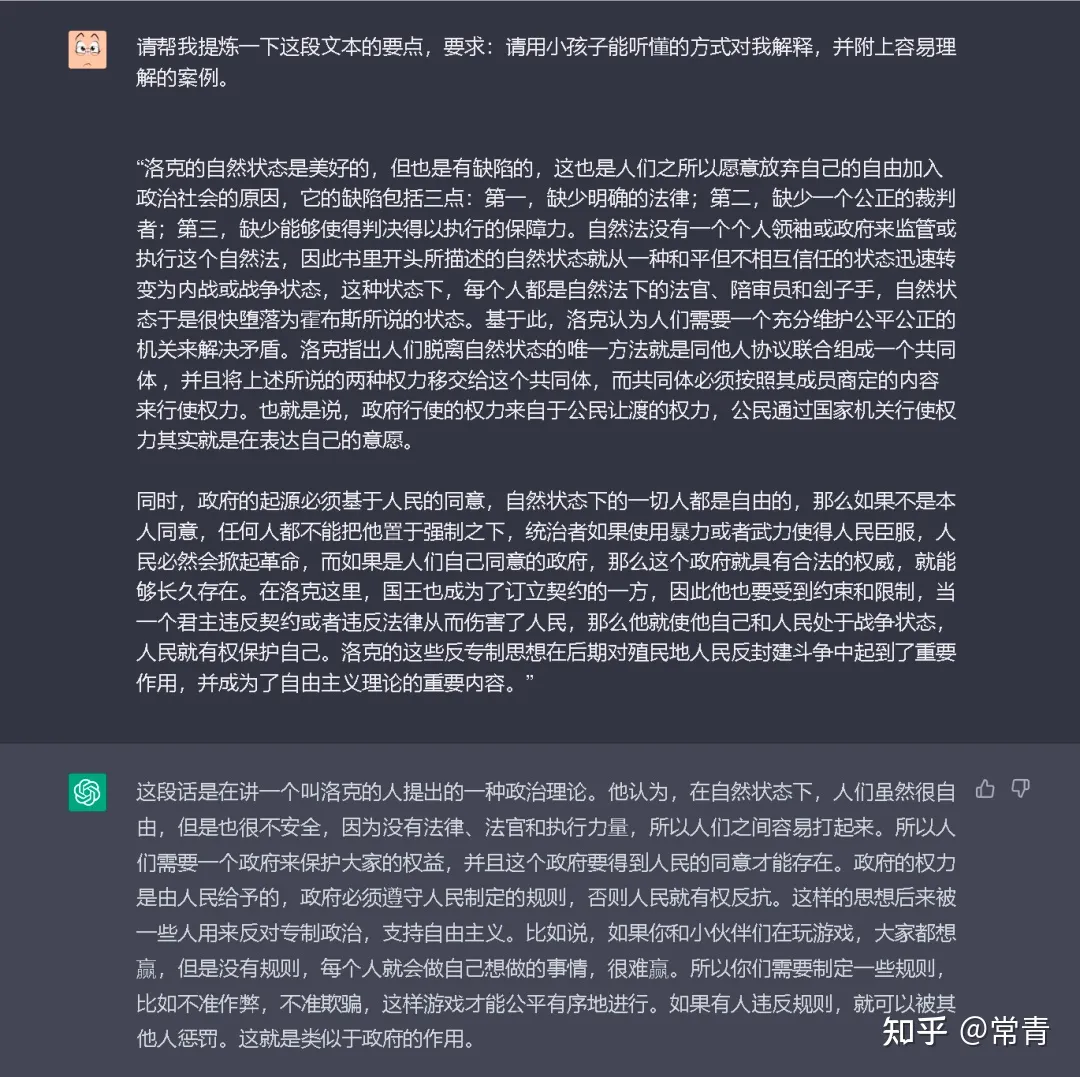 请帮我提炼一下这段文本的要点，要求：请用小孩子能听懂的方式对我解释，并附上容易理
解的案例。
“洛克的自然状态是美好的，但也是有缺陷的，这也是人们之所以愿意放弃自己的自由加入
政治社会的原因，它的缺陷包括三点：第一，缺少明确的法律；第二，缺少一个公正的裁判
者；第三，缺少能够使得判决得以执行的保障力。自然法没有一个个人领袖或政府来监管或
执行这个自然法，因此书里开头所描述的自然状态就从一种和平但不相互信任的状态迅速转
变为内战或战争状态，这种状态下，每个人都是自然法下的法官、陪审员和刽子手，自然状
态于是很快堕落为霍布斯所说的状态。基于此，洛克认为人们需要一个充分维护公平公正的
机关来解决矛盾。洛克指出人们脱离自然状态的唯一方法就是同他人协议联合组成一个共同
体，并且将上述所说的两种权力移交给这个共同体，而共同体必须按照其成员商定的内容
来行使权力。也就是说，政府行使的权力来自于公民让渡的权力，公民通过国家机关行使权
力其实就是在表达自己的意愿。
同时，政府的起源必须基于人民的同意，自然状态下的一切人都是自由的，那么如果不是本
人同意，任何人都不能把他置于强制之下，统治者如果使用暴力或者武力使得人民臣服，人
民必然会掀起革命，而如果是人们自己同意的政府，那么这个政府就具有合法的权威，就能
够长久存在。在洛克这里，国王也成为了订立契约的一方，因此他也要受到约束和限制，当
一个君主违反契约或者违反法律从而伤害了人民，那么他就使他自己和人民处于战争状态，
人民就有权保护自己。洛克的这些反专制思想在后期对殖民地人民反封建斗争中起到了重要
作用，并成为了自由主义理论的重要内容。”
这段话是在讲一个叫洛克的人提出的一种政治理论。他认为，在自然状态下，人们虽然很自
由，但是也很不安全，因为没有法律、法官和执行力量，所以人们之间容易打起来。所以人
们需要一个政府来保护大家的权益，并且这个政府要得到人民的同意才能存在。政府的权力
是由人民给予的，政府必须遵守人民制定的规则，否则人民就有权反抗。这样的思想后来被
一些人用来反对专制政治，支持自由主义。比如说，如果你和小伙伴们在玩游戏，大家都想
赢，但是没有规则，每个人就会做自己想做的事情，很难赢。所以你们需要制定一些规则，
比如不准作弊，不准欺骗，这样游戏才能公平有序地进行。如果有人违反规则，就可以被其
他人惩罚。这就是类似于政府的作用。
知乎 @常青